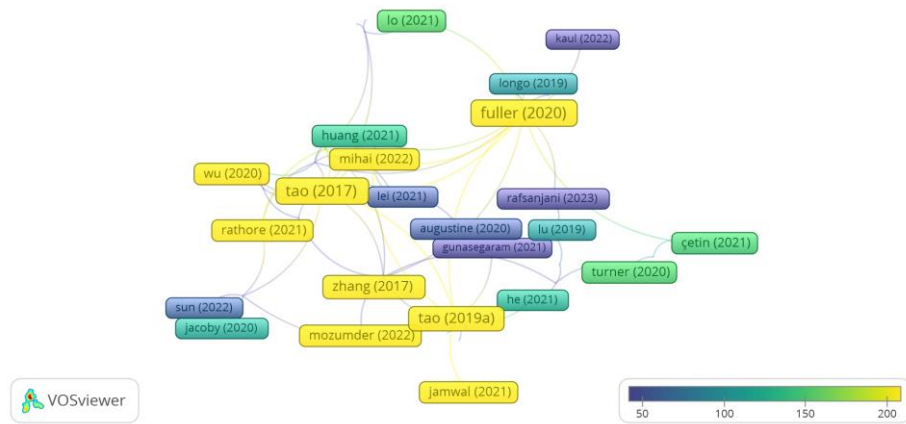 lo (2021)
kaul (2022)
longo (2019)
fuller (2020)
huang (2021)
mihai (2022)
wu (2020)
tao (2017)
lei (2021)
rafsanjani (2023)
rathore (2021)
augustine (2020)
lu (2019)
gunasegaram (2021)
çetin (2021)
turner (2020)
zhang (2017)
he (2021)
sun (2022)
tao (2019a)
jacoby (2020)
mozumder (2022)
jamwal (2021)
VOSviewer
50 100 150 200